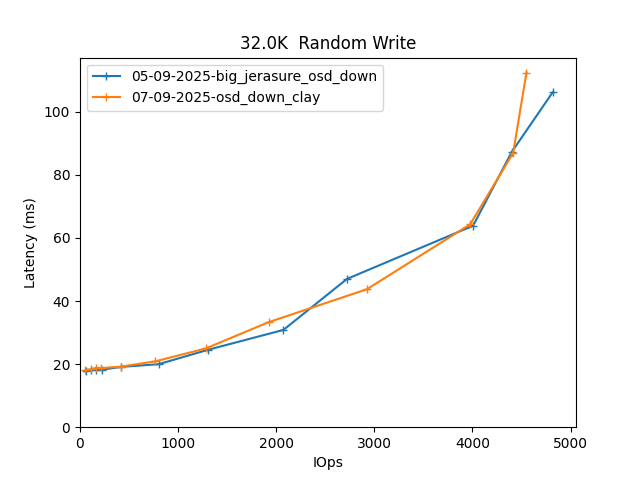 32.0K  Random Write
05-09-2025-big_jerasure_osd_down
07-09-2025-osd_down_clay
Latency (ms)
100
80
60
40
20
0
0 1000 2000 3000 4000 5000
IOps